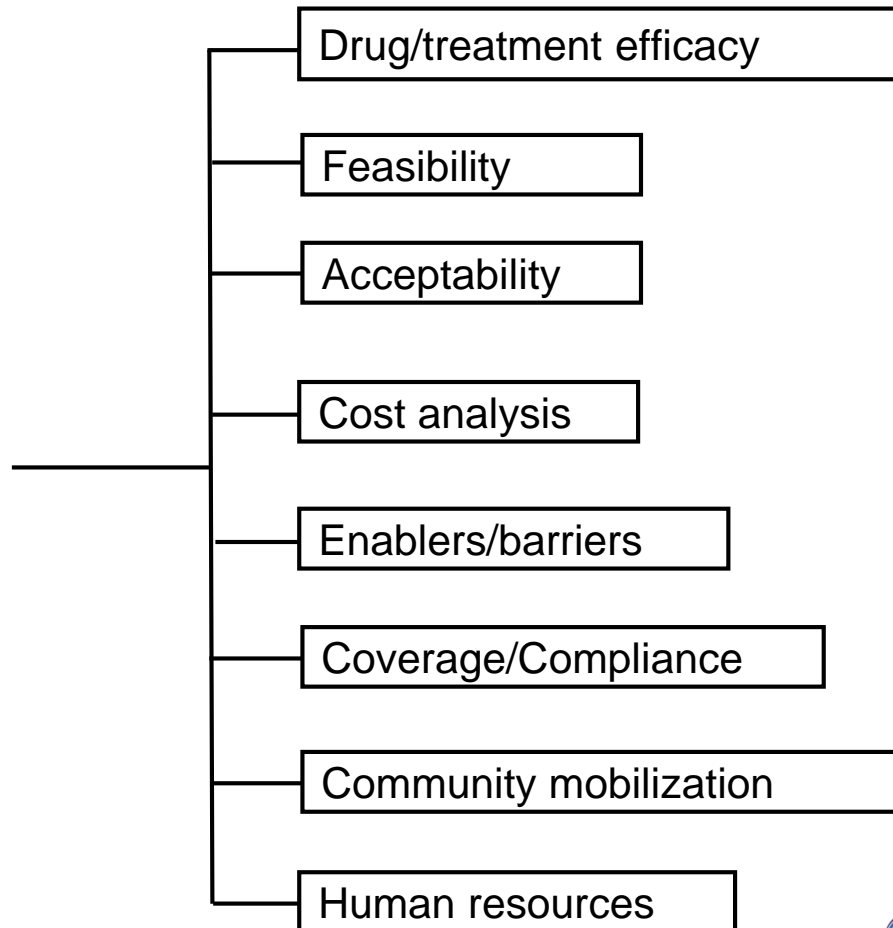 Drug/treatment efficacy
Feasibility
Acceptability
Cost analysis
Enablers/barriers
Coverage/Compliance
Community mobilization
Human resources